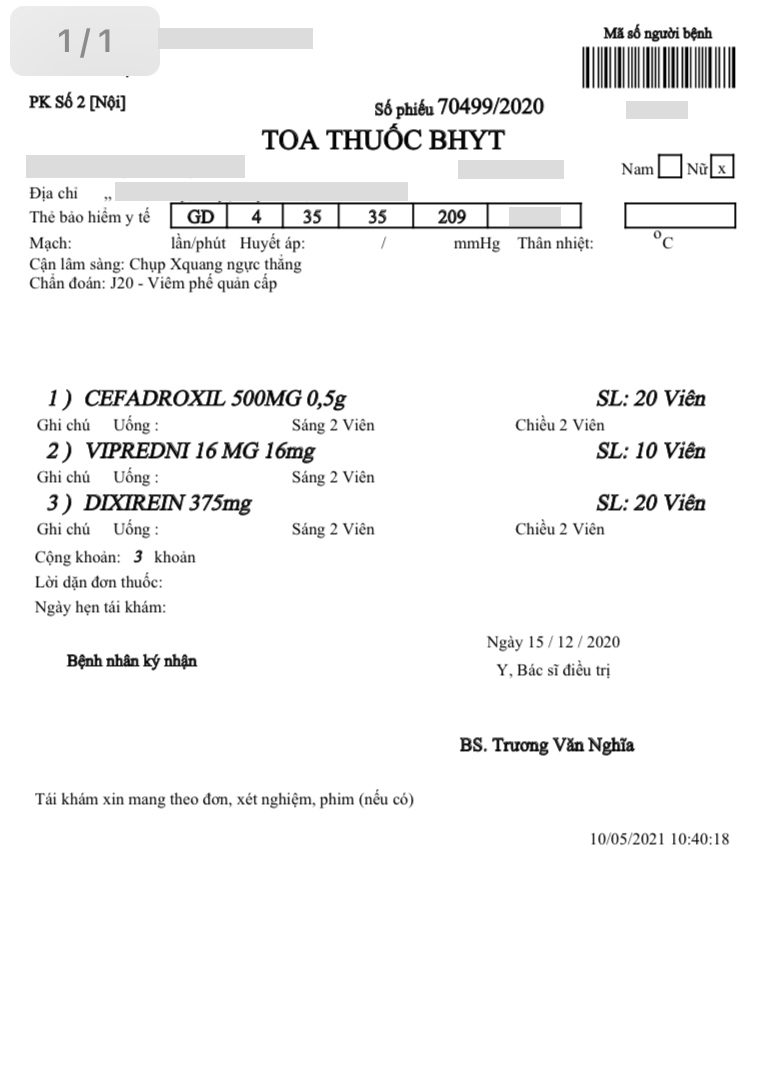 1/1
Mã số người bệnh
PK Số 2 [Nội]
Số phiếu 70499/2020
TOA THUỐC BHYT
Nam Nữ x
Địa chỉ ,,
Thẻ bảo hiểm y tế GD 4 35 35 209
Mạch: lần/phút Huyết áp: / mmHg Thân nhiệt: °C
Cận lâm sàng: Chụp Xquang ngực thẳng
Chẩn đoán: J20 - Viêm phế quản cấp
1 ) CEFADROXIL 500MG 0,5g SL: 20 Viên
Ghi chú Uống : Sáng 2 Viên Chiều 2 Viên
2 ) VIPREDNI 16 MG 16mg SL: 10 Viên
Ghi chú Uống : Sáng 2 Viên
3 ) DIXIREIN 375mg SL: 20 Viên
Ghi chú Uống : Sáng 2 Viên Chiều 2 Viên
Cộng khoản: 3 khoản
Lời dặn đơn thuốc:
Ngày hẹn tái khám:
Ngày 15 / 12 / 2020
Bệnh nhân ký nhận
Y, Bác sĩ điều trị
BS. Trương Văn Nghĩa
Tái khám xin mang theo đơn, xét nghiệm, phim (nếu có)
10/05/2021 10:40:18